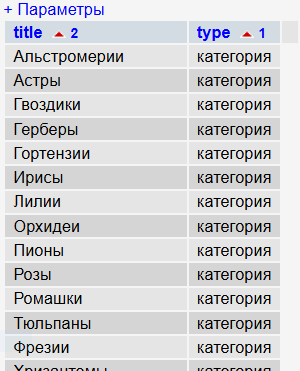 + Параметры
title 2 type 1
Альстромерии категория
Астры категория
Гвоздики категория
Герберы категория
Гортензии категория
Ирисы категория
Лилии категория
Орхидеи категория
Пионы категория
Розы категория
Ромашки категория
Тюльпаны категория
Фрезии категория
Хризантемы категория